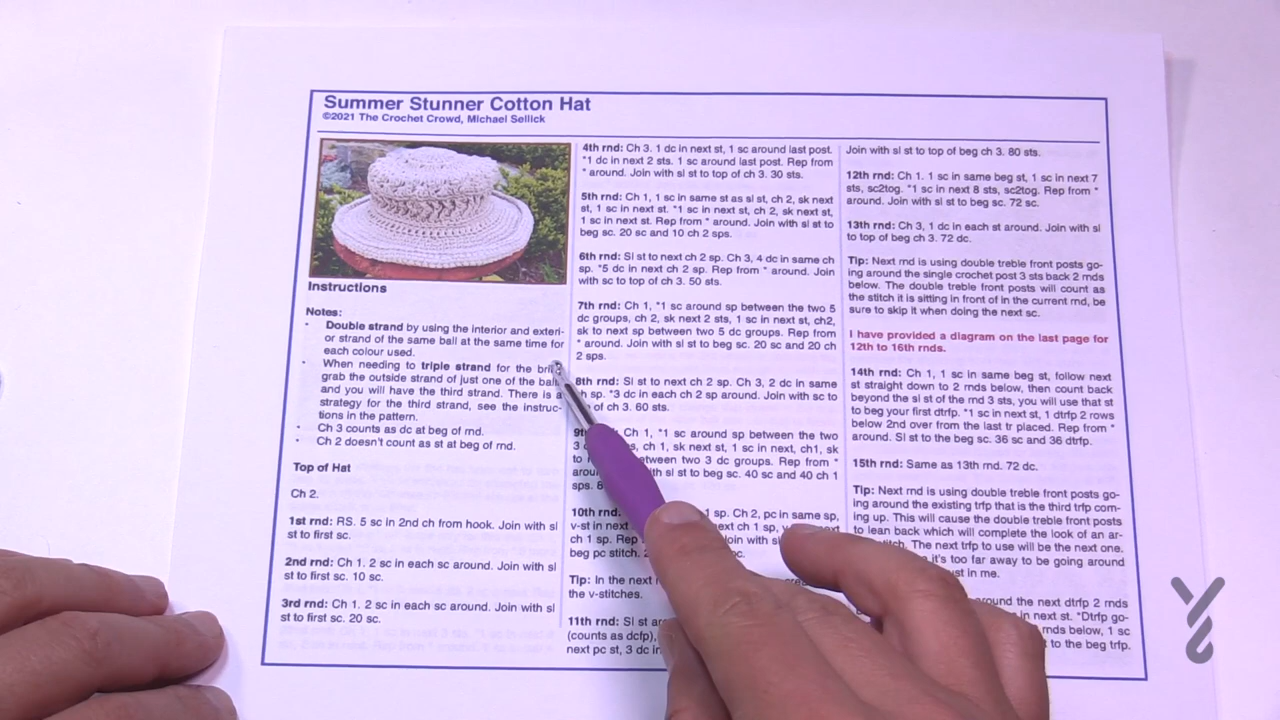 Summer Stunner Cotton Hat
©2021 The Crochet Crowd, Michael Sellick
Instructions
Notes:
• Double strand by using the interior and exteri-
or strand of the same ball at the same time for
each colour used.
• When needing to triple strand for the
grab the outside strand of just one of the
and you will have the third strand. There is a
strategy for the third strand, see the instruc-
tions in the pattern.
• Ch 3 counts as dc at beg of rnd.
• Ch 2 doesn't count as st at beg of rnd.
Top of Hat
Ch 2.
1st rnd: RS. 5 sc in 2nd ch from hook. Join with sl
st to first sc.
2nd rnd: Ch 1. 2 sc in each sc around. Join with sl
st to first sc. 10 sc.
3rd rnd: Ch 1. 2 sc in each sc around. Join with sl
st to first sc. 20 sc.
4th rnd: Ch 3. 1 dc in next st, 1 sc around last post.
*1 dc in next 2 sts. 1 sc around last post. Rep from
* around. Join with sl st to top of ch 3. 30 sts.
5th rnd: Ch 1, 1 sc in same st as sl st, ch 2, sk next
st, 1 sc in next st. *1 sc in next st, ch 2, sk next st,
1 sc in next st. Rep from * around. Join with sl st to
beg sc. 20 sc and 10 ch 2 sps.
6th rnd: Sl st to next ch 2 sp. Ch 3, 4 dc in same ch
sp. *5 dc in next ch 2 sp. Rep from * around. Join
with sc to top of ch 3. 50 sts.
7th rnd: Ch 1, *1 sc around sp between the two 5
dc groups, ch 2, sk next 2 sts, 1 sc in next st, ch2,
sk to next sp between two 5 dc groups. Rep from
* around. Join with sl st to beg sc. 20 sc and 20 ch
2 sps.
8th rnd: Sl st to next ch 2 sp. Ch 3, 2 dc in same
ch sp. *3 dc in each ch 2 sp around. Join with sc to
of ch 3. 60 sts.
9th Ch 1, *1 sc around sp between the two
3 ch 1, sk next st, 1 sc in next, ch1, sk
to between two 3 dc groups. Rep from *
sl st to beg sc. 40 sc and 40 ch 1
sps.
10th rnd: 1 sp. Ch 2, pc in same sp,
v-st in next next ch 1 sp,
ch 1 sp. Rep Join with
beg pc stitch.
Tip: In the next
the v-stitches.
11th rnd: Sl st
(counts as dcfp),
next pc st, 3 dc in
Join with sl st to top of beg ch 3. 80 sts.
12th rnd: Ch 1. 1 sc in same beg st, 1 sc in next 7
sts, sc2tog. *1 sc in next 8 sts, sc2tog. Rep from *
around. Join with sl st to beg sc. 72 sc.
13th rnd: Ch 3, 1 dc in each st around. Join with sl
to top of beg ch 3. 72 dc.
Tip: Next rnd is using double treble front posts go-
ing around the single crochet post 3 sts back 2 rnds
below. The double treble front posts will count as
the stitch it is sitting in front of in the current rnd, be
sure to skip it when doing the next sc.
I have provided a diagram on the last page for
12th to 16th rnds.
14th rnd: Ch 1, 1 sc in same beg st, follow next
st straight down to 2 rnds below, then count back
beyond the sl st of the rnd 3 sts, you will use that st
to begin your first dtrfp. *1 sc in next st, 1 dtrfp 2 rows
below 2nd over from the last tr placed. Rep from *
around. Sl st to the beg sc. 36 sc and 36 dtrfp.
15th rnd: Same as 13th rnd. 72 dc.
Tip: Next rnd is using double treble front posts go-
ing around the existing trfp that is the third trfp com-
ing up. This will cause the double treble front posts
to lean back which will complete the look of an ar-
The next trfp to use will be the next one.
it's too far away to be going around
in me.
around the next dtrfp 2 rnds
in next st. *Dtrfp go-
rnds below, 1 sc
to the beg trfp.